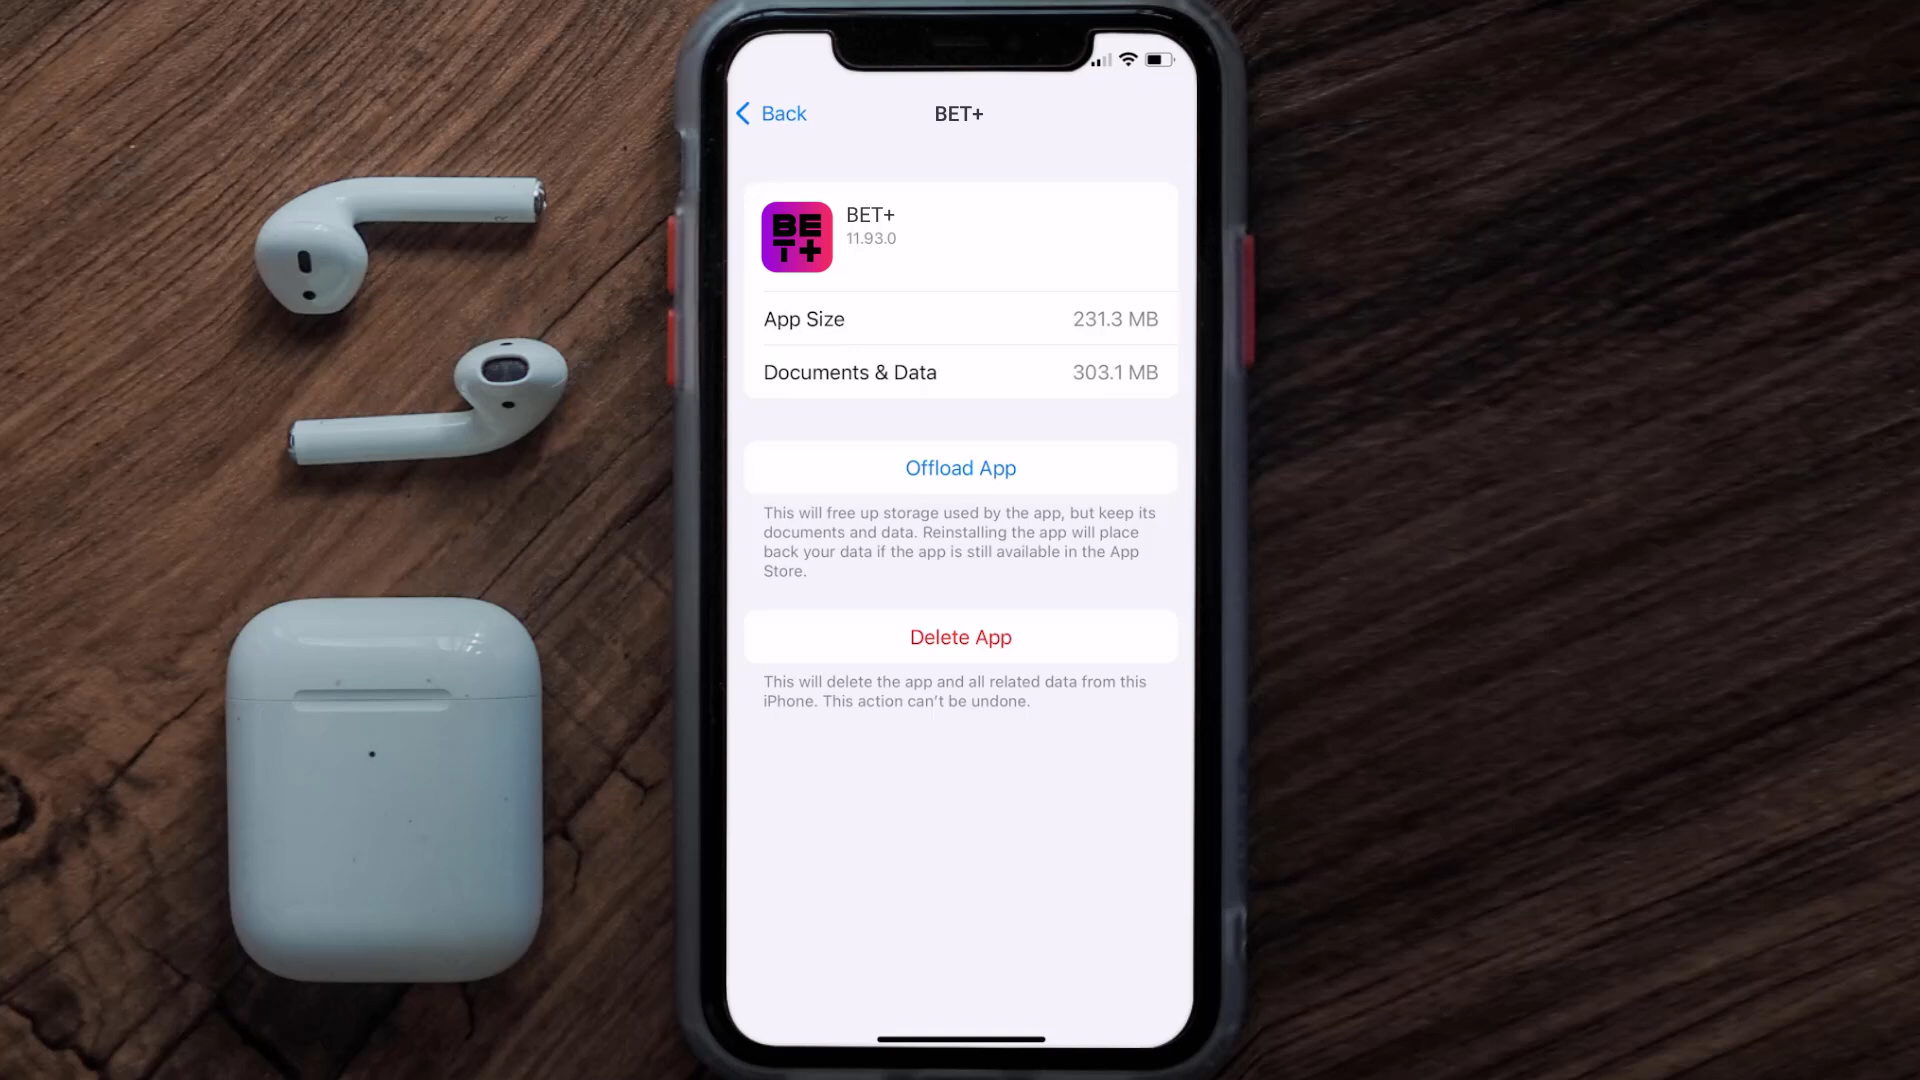 Back
BET+
BE
T+
BET+
11.93.0
App Size 231.3 MB
Documents & Data 303.1 MB
Offload App
This will free up storage used by the app, but keep its
documents and data. Reinstalling the app will place
back your data if the app is still available in the App
Store.
Delete App
This will delete the app and all related data from this
iPhone. This action can't be undone.